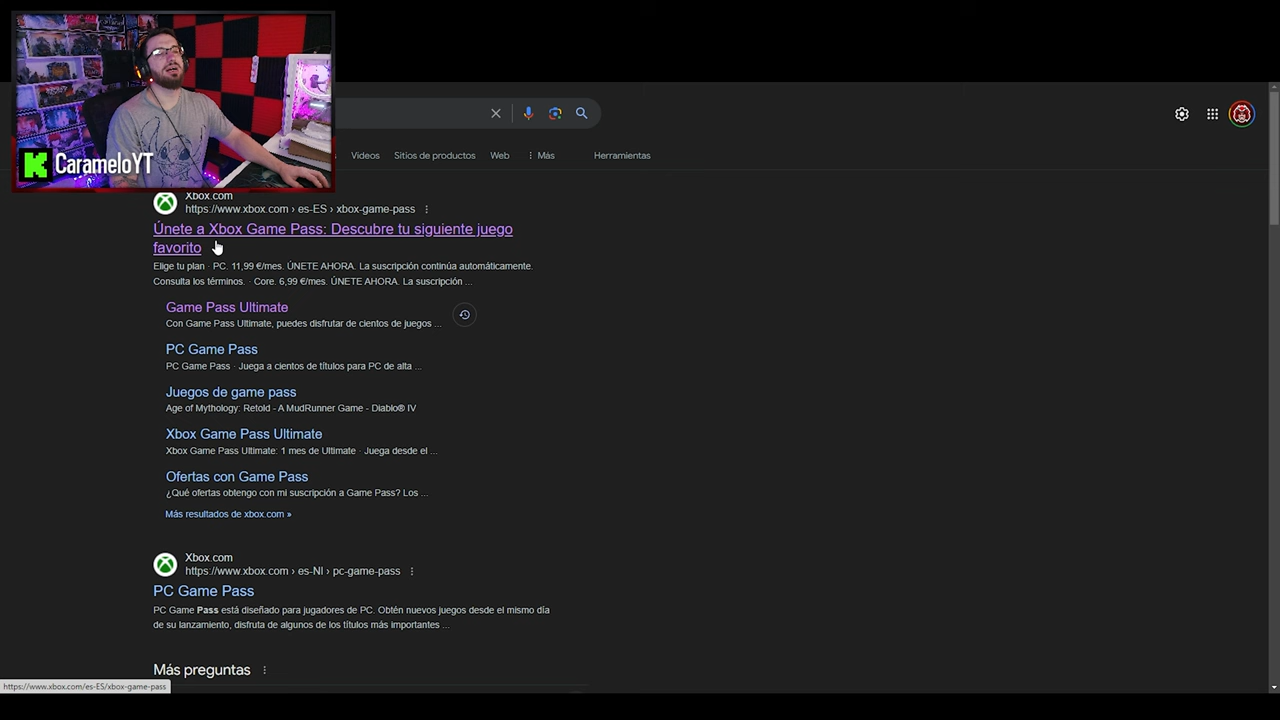 CarameloYT
Videos
Sitios de productos
Web
Más
Herramientas
Xbox.com
https://www.xbox.com › es-ES › xbox-game-pass
Únete a Xbox Game Pass: Descubre tu siguiente juego
favorito
Elige tu plan · PC. 11,99 €/mes. ÚNETE AHORA. La suscripción continúa automáticamente.
Consulta los términos. · Core. 6,99 €/mes. ÚNETE AHORA. La suscripción ...
Game Pass Ultimate
Con Game Pass Ultimate, puedes disfrutar de cientos de juegos ...
PC Game Pass
PC Game Pass · Juega a cientos de títulos para PC de alta ...
Juegos de game pass
Age of Mythology: Retold - A MudRunner Game - Diablo® IV
Xbox Game Pass Ultimate
Xbox Game Pass Ultimate: 1 mes de Ultimate · Juega desde el ...
Ofertas con Game Pass
¿Qué ofertas obtengo con mi suscripción a Game Pass? Los ...
Más resultados de xbox.com »
Xbox.com
https://www.xbox.com › es-NI › pc-game-pass
PC Game Pass
PC Game Pass está diseñado para jugadores de PC. Obtén nuevos juegos desde el mismo día
de su lanzamiento, disfruta de algunos de los títulos más importantes ...
Más preguntas
https://www.xbox.com/es-ES/xbox-game-pass